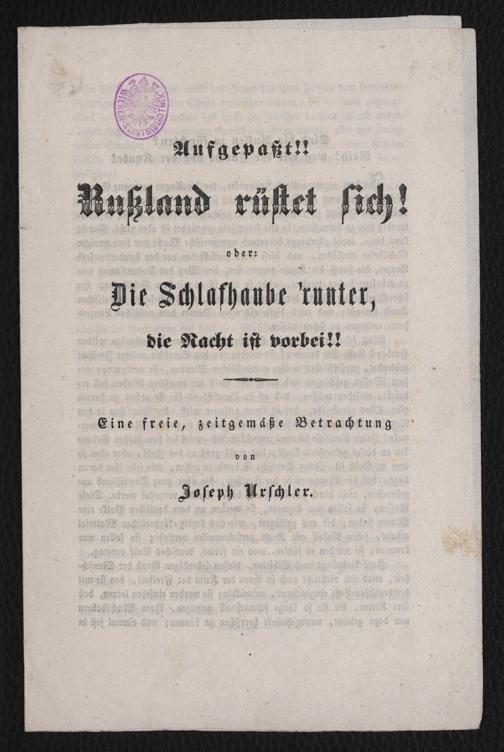 Aufgepaßt!!
Rußland rüstet sich!
oder:
Die Schlafhaube 'runter,
die Nacht ist vorbei!!
Eine freie, zeitgemäße Betrachtung
von
Joseph Urschler.